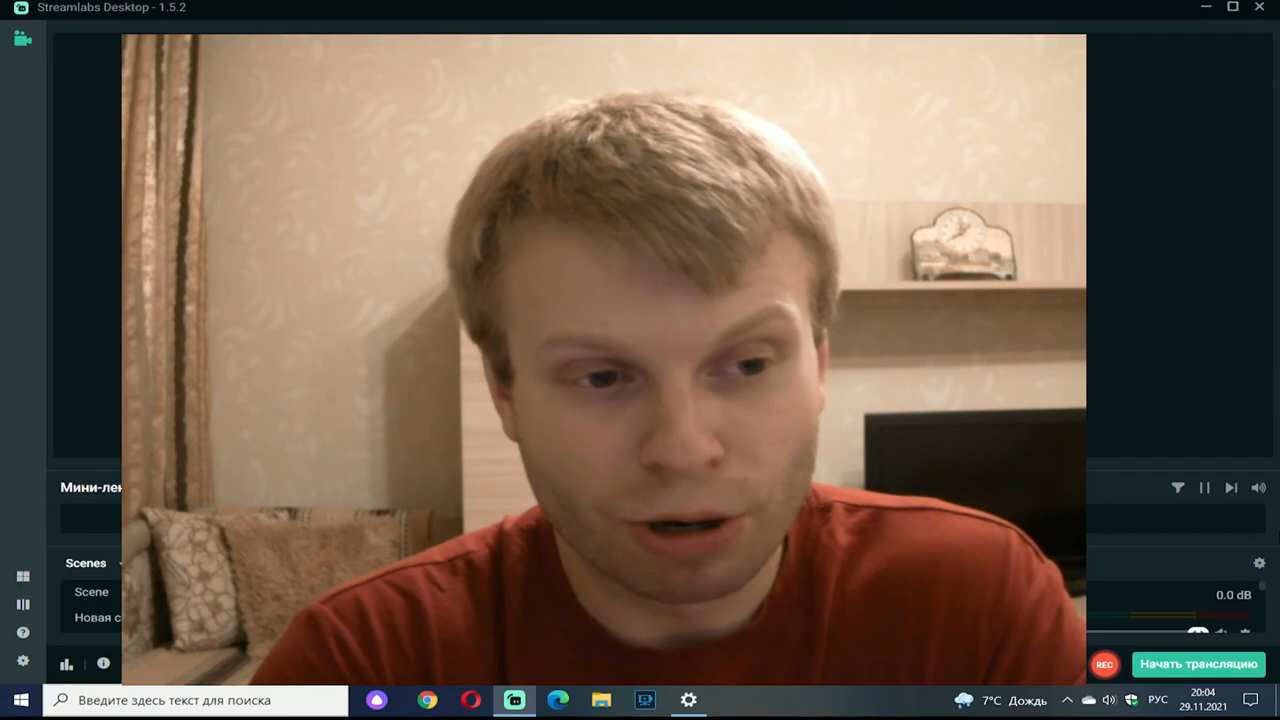 Streamlabs Desktop - 1.5.2
Мини-лен
Scenes
Scene
Новая с
0.0 dB
REC
Начать трансляцию
Введите здесь текст для поиска
7°C Дождь
РУС
20:04
29.11.2021